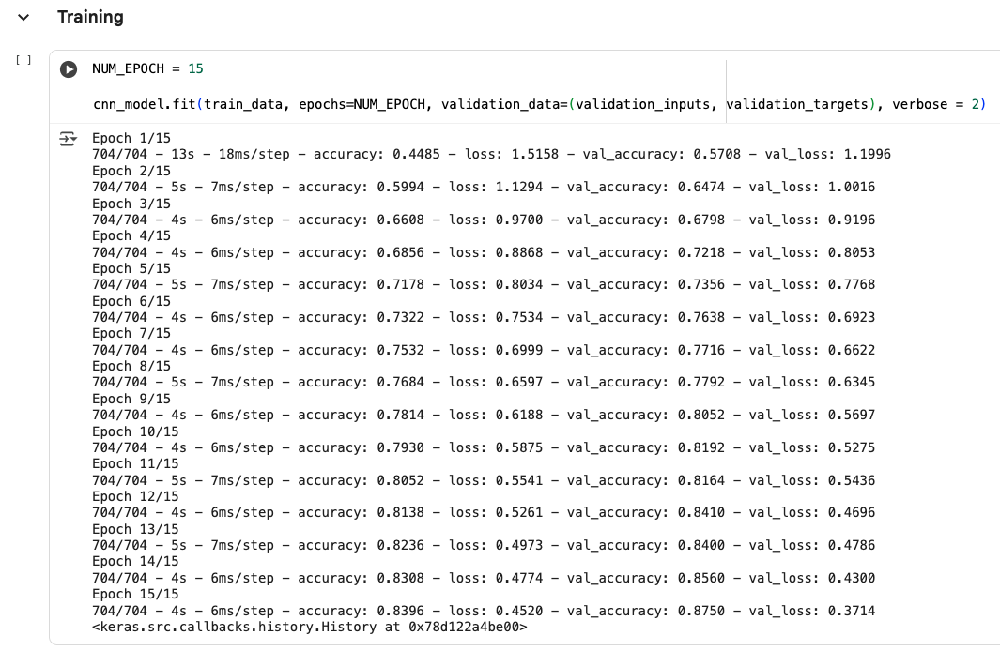 Training
[ ]
NUM_EPOCH = 15
cnn_model.fit(train_data, epochs=NUM_EPOCH, validation_data=(validation_inputs, validation_targets), verbose = 2)
Epoch 1/15
704/704 - 13s - 18ms/step - accuracy: 0.4485 - loss: 1.5158 - val_accuracy: 0.5708 - val_loss: 1.1996
Epoch 2/15
704/704 - 5s - 7ms/step - accuracy: 0.5994 - loss: 1.1294 - val_accuracy: 0.6474 - val_loss: 1.0016
Epoch 3/15
704/704 - 4s - 6ms/step - accuracy: 0.6608 - loss: 0.9700 - val_accuracy: 0.6798 - val_loss: 0.9196
Epoch 4/15
704/704 - 4s - 6ms/step - accuracy: 0.6856 - loss: 0.8868 - val_accuracy: 0.7218 - val_loss: 0.8053
Epoch 5/15
704/704 - 5s - 7ms/step - accuracy: 0.7178 - loss: 0.8034 - val_accuracy: 0.7356 - val_loss: 0.7768
Epoch 6/15
704/704 - 4s - 6ms/step - accuracy: 0.7322 - loss: 0.7534 - val_accuracy: 0.7638 - val_loss: 0.6923
Epoch 7/15
704/704 - 4s - 6ms/step - accuracy: 0.7532 - loss: 0.6999 - val_accuracy: 0.7716 - val_loss: 0.6622
Epoch 8/15
704/704 - 5s - 7ms/step - accuracy: 0.7684 - loss: 0.6597 - val_accuracy: 0.7792 - val_loss: 0.6345
Epoch 9/15
704/704 - 4s - 6ms/step - accuracy: 0.7814 - loss: 0.6188 - val_accuracy: 0.8052 - val_loss: 0.5697
Epoch 10/15
704/704 - 4s - 6ms/step - accuracy: 0.7930 - loss: 0.5875 - val_accuracy: 0.8192 - val_loss: 0.5275
Epoch 11/15
704/704 - 5s - 7ms/step - accuracy: 0.8052 - loss: 0.5541 - val_accuracy: 0.8164 - val_loss: 0.5436
Epoch 12/15
704/704 - 4s - 6ms/step - accuracy: 0.8138 - loss: 0.5261 - val_accuracy: 0.8410 - val_loss: 0.4696
Epoch 13/15
704/704 - 5s - 7ms/step - accuracy: 0.8236 - loss: 0.4973 - val_accuracy: 0.8400 - val_loss: 0.4786
Epoch 14/15
704/704 - 4s - 6ms/step - accuracy: 0.8308 - loss: 0.4774 - val_accuracy: 0.8560 - val_loss: 0.4300
Epoch 15/15
704/704 - 4s - 6ms/step - accuracy: 0.8396 - loss: 0.4520 - val_accuracy: 0.8750 - val_loss: 0.3714
<keras.src.callbacks.history.History at 0x78d122a4be00>